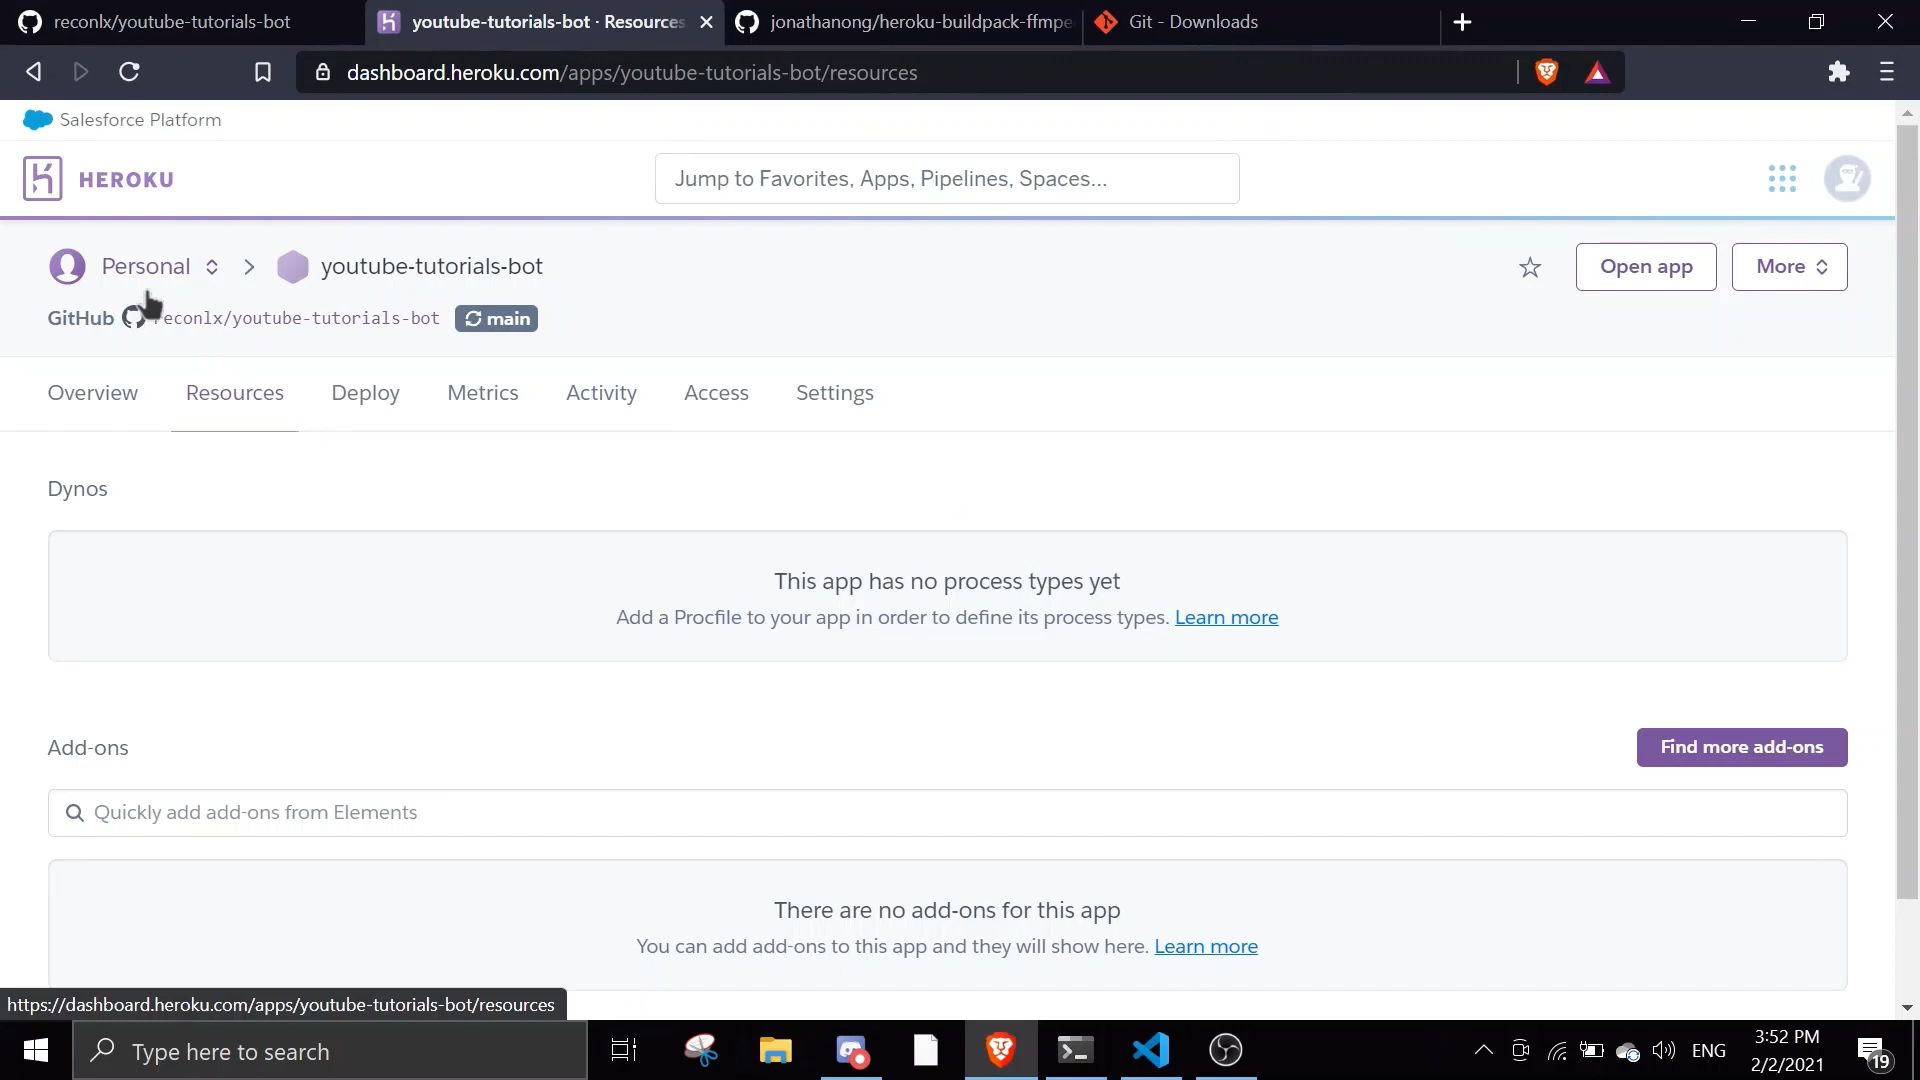 reconlx/youtube-tutorials-bot
youtube-tutorials-bot · Resources
jonathanong/heroku-buildpack-ffmpe
Git - Downloads
dashboard.heroku.com/apps/youtube-tutorials-bot/resources
Salesforce Platform
HEROKU
Jump to Favorites, Apps, Pipelines, Spaces...
Personal
youtube-tutorials-bot
Open app
More
GitHub
reconlx/youtube-tutorials-bot
main
Overview
Resources
Deploy
Metrics
Activity
Access
Settings
Dynos
This app has no process types yet
Add a Procfile to your app in order to define its process types. Learn more
Add-ons
Find more add-ons
Quickly add add-ons from Elements
There are no add-ons for this app
You can add add-ons to this app and they will show here. Learn more
https://dashboard.heroku.com/apps/youtube-tutorials-bot/resources
Type here to search
ENG
3:52 PM
2/2/2021
19